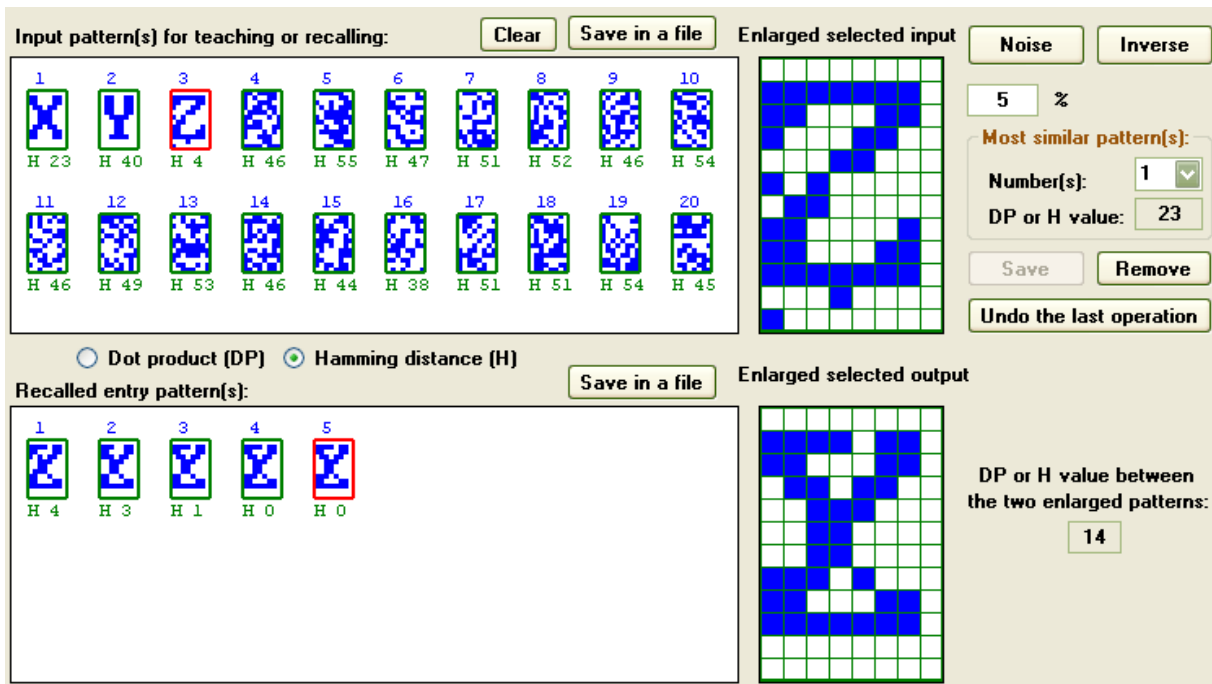 Input pattern(s) for teaching or recalling:
Clear
Save in a file
Enlarged selected input
Noise
Inverse
5 %
Most similar pattern(s):
Number(s): 1
DP or H value: 23
Save
Remove
Undo the last operation
1 2 3 4 5 6 7 8 9 10
H 23 H 40 H 4 H 46 H 55 H 47 H 51 H 52 H 46 H 54
11 12 13 14 15 16 17 18 19 20
H 46 H 49 H 53 H 46 H 44 H 38 H 51 H 51 H 54 H 45
Dot product (DP) Hamming distance (H)
Recalled entry pattern(s):
Save in a file
Enlarged selected output
1 2 3 4 5
H 4 H 3 H 1 H 0 H 0
DP or H value between
the two enlarged patterns:
14